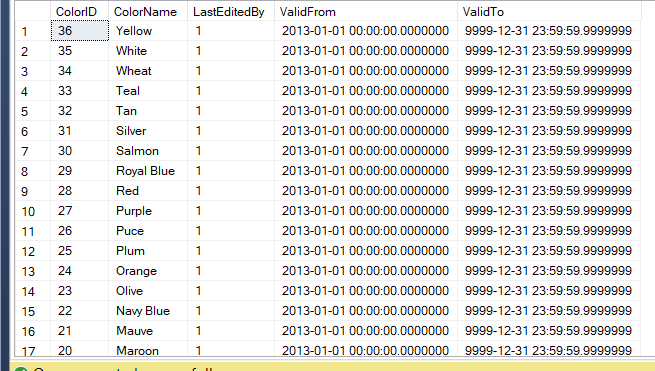 ColorID ColorName LastEditedBy ValidFrom ValidTo
1 36 Yellow 1 2013-01-01 00:00:00.0000000 9999-12-31 23:59:59.9999999
2 35 White 1 2013-01-01 00:00:00.0000000 9999-12-31 23:59:59.9999999
3 34 Wheat 1 2013-01-01 00:00:00.0000000 9999-12-31 23:59:59.9999999
4 33 Teal 1 2013-01-01 00:00:00.0000000 9999-12-31 23:59:59.9999999
5 32 Tan 1 2013-01-01 00:00:00.0000000 9999-12-31 23:59:59.9999999
6 31 Silver 1 2013-01-01 00:00:00.0000000 9999-12-31 23:59:59.9999999
7 30 Salmon 1 2013-01-01 00:00:00.0000000 9999-12-31 23:59:59.9999999
8 29 Royal Blue 1 2013-01-01 00:00:00.0000000 9999-12-31 23:59:59.9999999
9 28 Red 1 2013-01-01 00:00:00.0000000 9999-12-31 23:59:59.9999999
10 27 Purple 1 2013-01-01 00:00:00.0000000 9999-12-31 23:59:59.9999999
11 26 Puce 1 2013-01-01 00:00:00.0000000 9999-12-31 23:59:59.9999999
12 25 Plum 1 2013-01-01 00:00:00.0000000 9999-12-31 23:59:59.9999999
13 24 Orange 1 2013-01-01 00:00:00.0000000 9999-12-31 23:59:59.9999999
14 23 Olive 1 2013-01-01 00:00:00.0000000 9999-12-31 23:59:59.9999999
15 22 Navy Blue 1 2013-01-01 00:00:00.0000000 9999-12-31 23:59:59.9999999
16 21 Mauve 1 2013-01-01 00:00:00.0000000 9999-12-31 23:59:59.9999999
17 20 Maroon 1 2013-01-01 00:00:00.0000000 9999-12-31 23:59:59.9999999